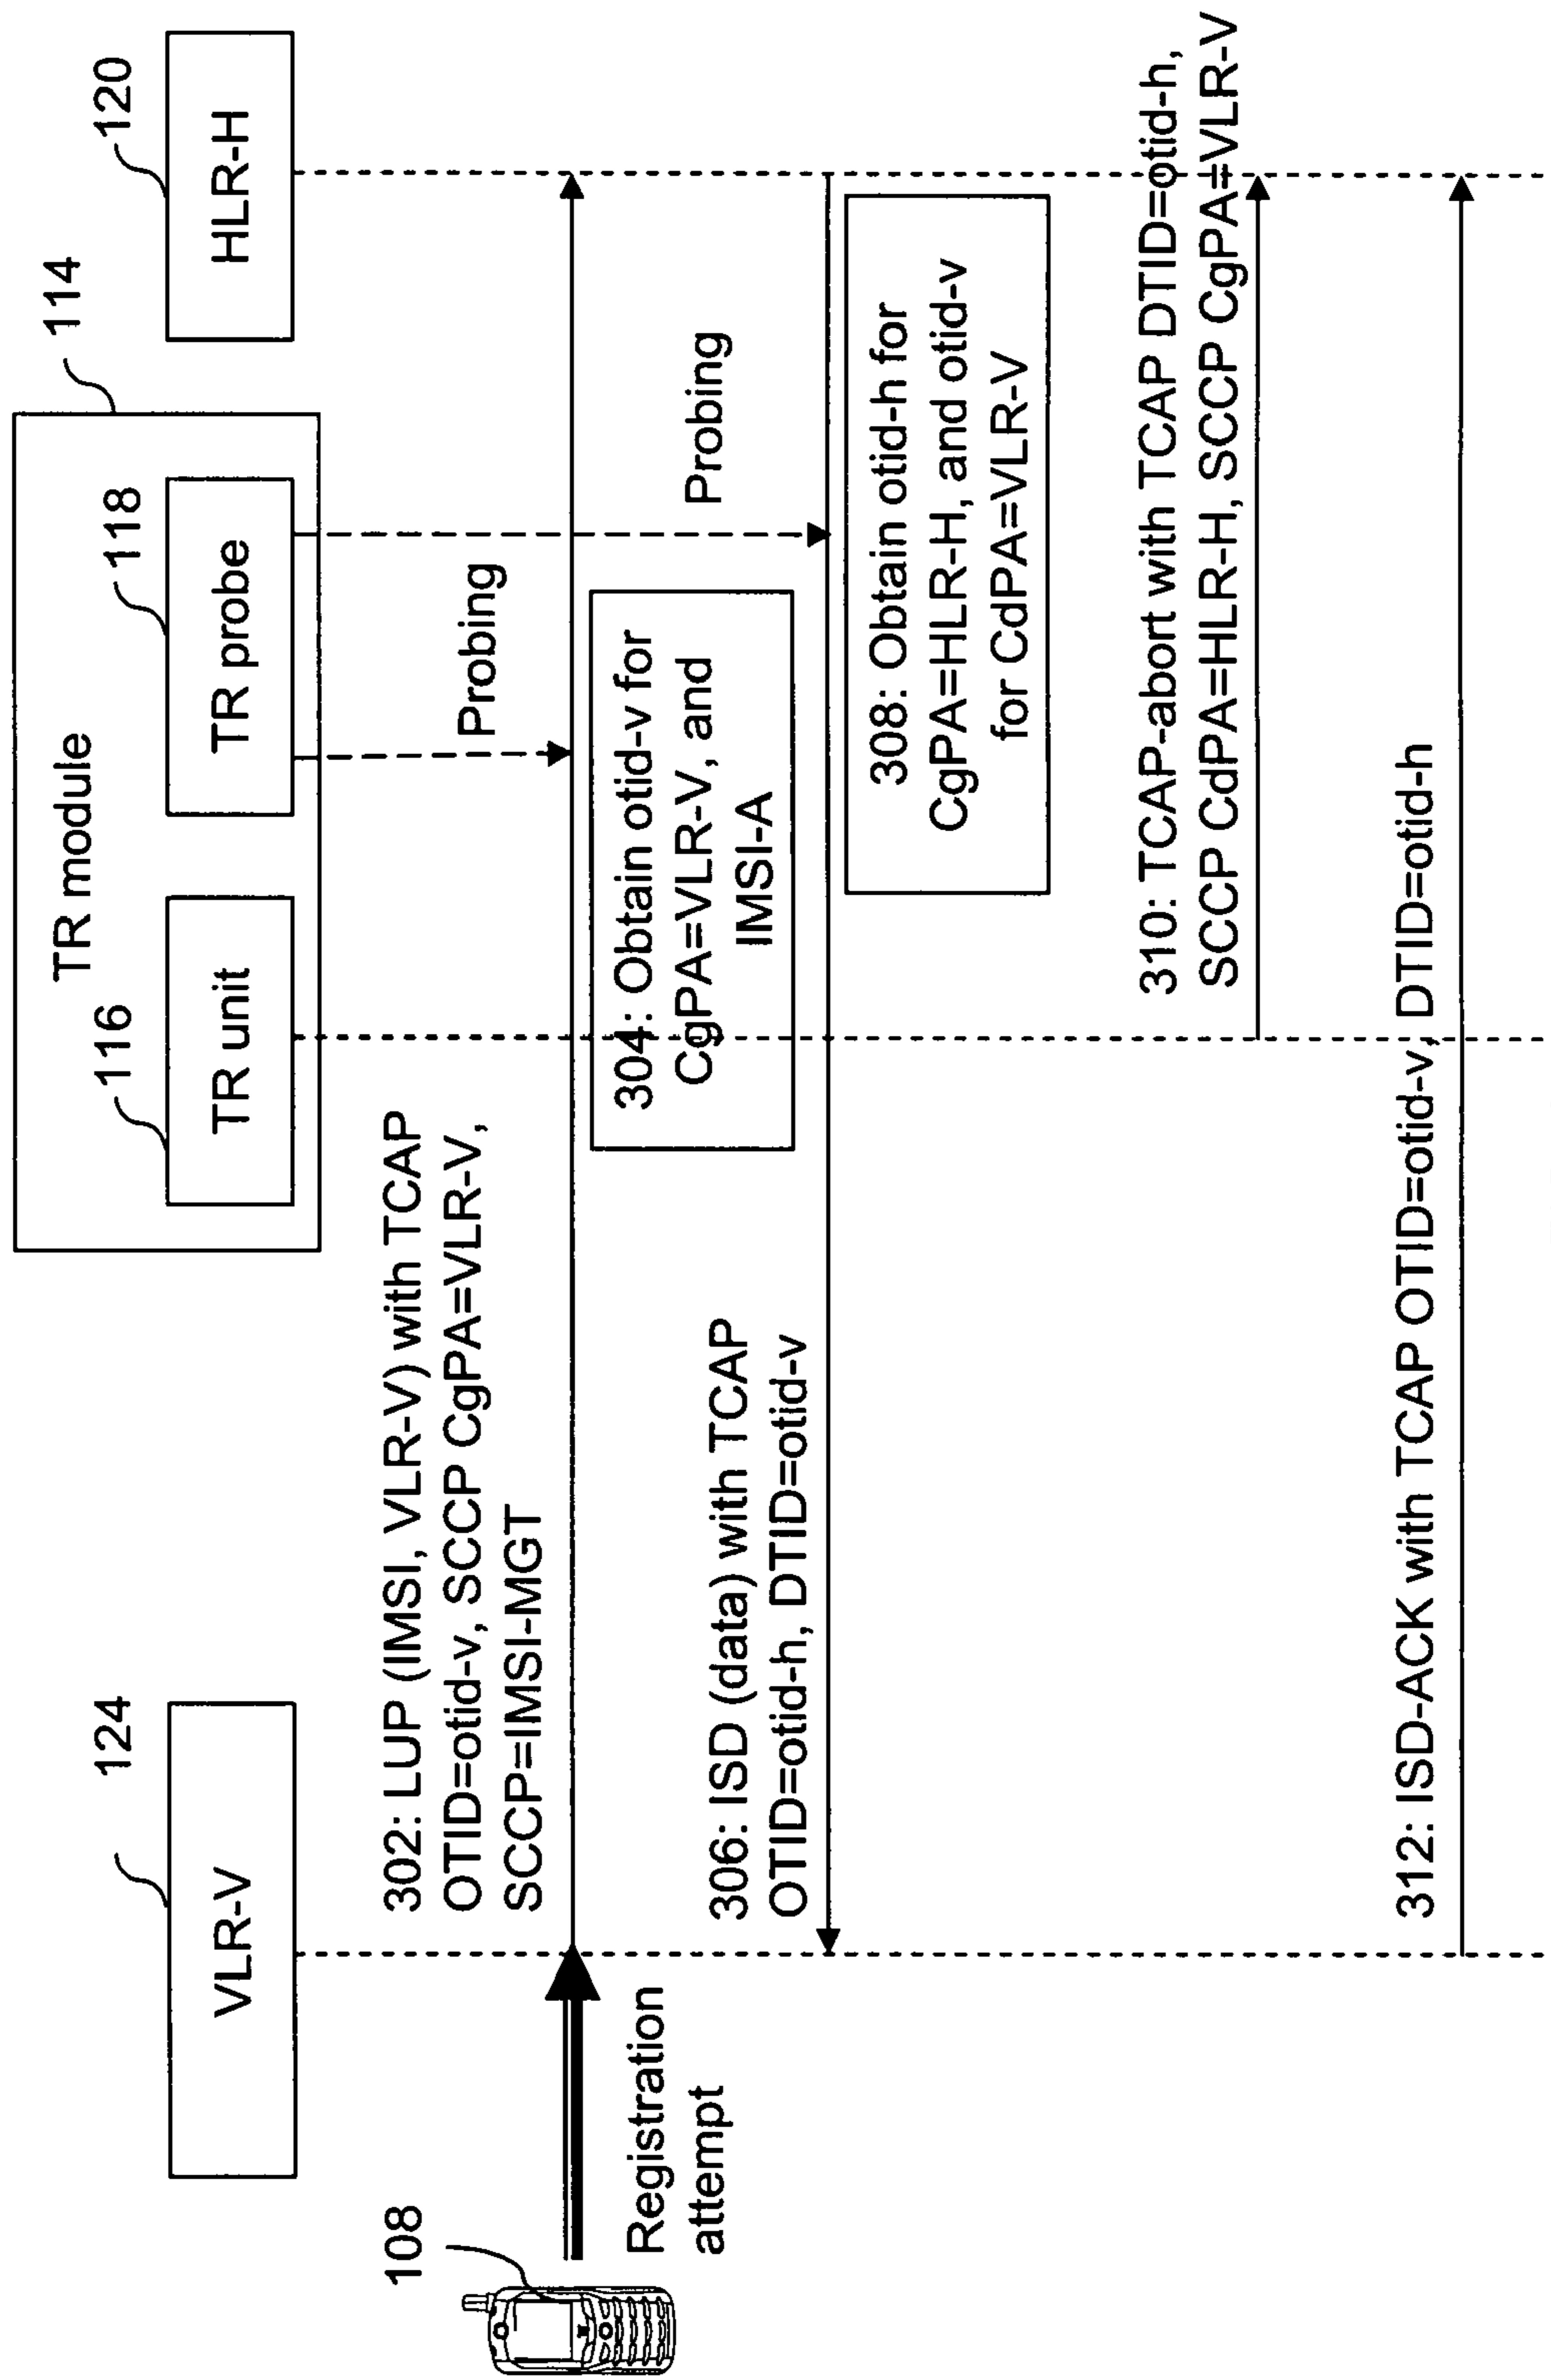 114
TR module
124
116
118
120
VLR-V
TR unit
TR probe
HLR-H
108
Registration
attempt
302: LUP (IMSI, VLR-V) with TCAP
OTID=otid-v, SCCP CgPA=VLR-V,
SCCP=IMSI-MGT
Probing
304: Obtain otid-v for
CgPA=VLR-V, and
IMSI-A
306: ISD (data) with TCAP
OTID=otid-h, DTID=otid-v
Probing
308: Obtain otid-h for
CgPA=HLR-H, and otid-v
for CdPA=VLR-V
310: TCAP-abort with TCAP DTID=otid-h,
SCCP CdPA=HLR-H, SCCP CgPA=VLR-V
312: ISD-ACK with TCAP OTID=otid-v, DTID=otid-h